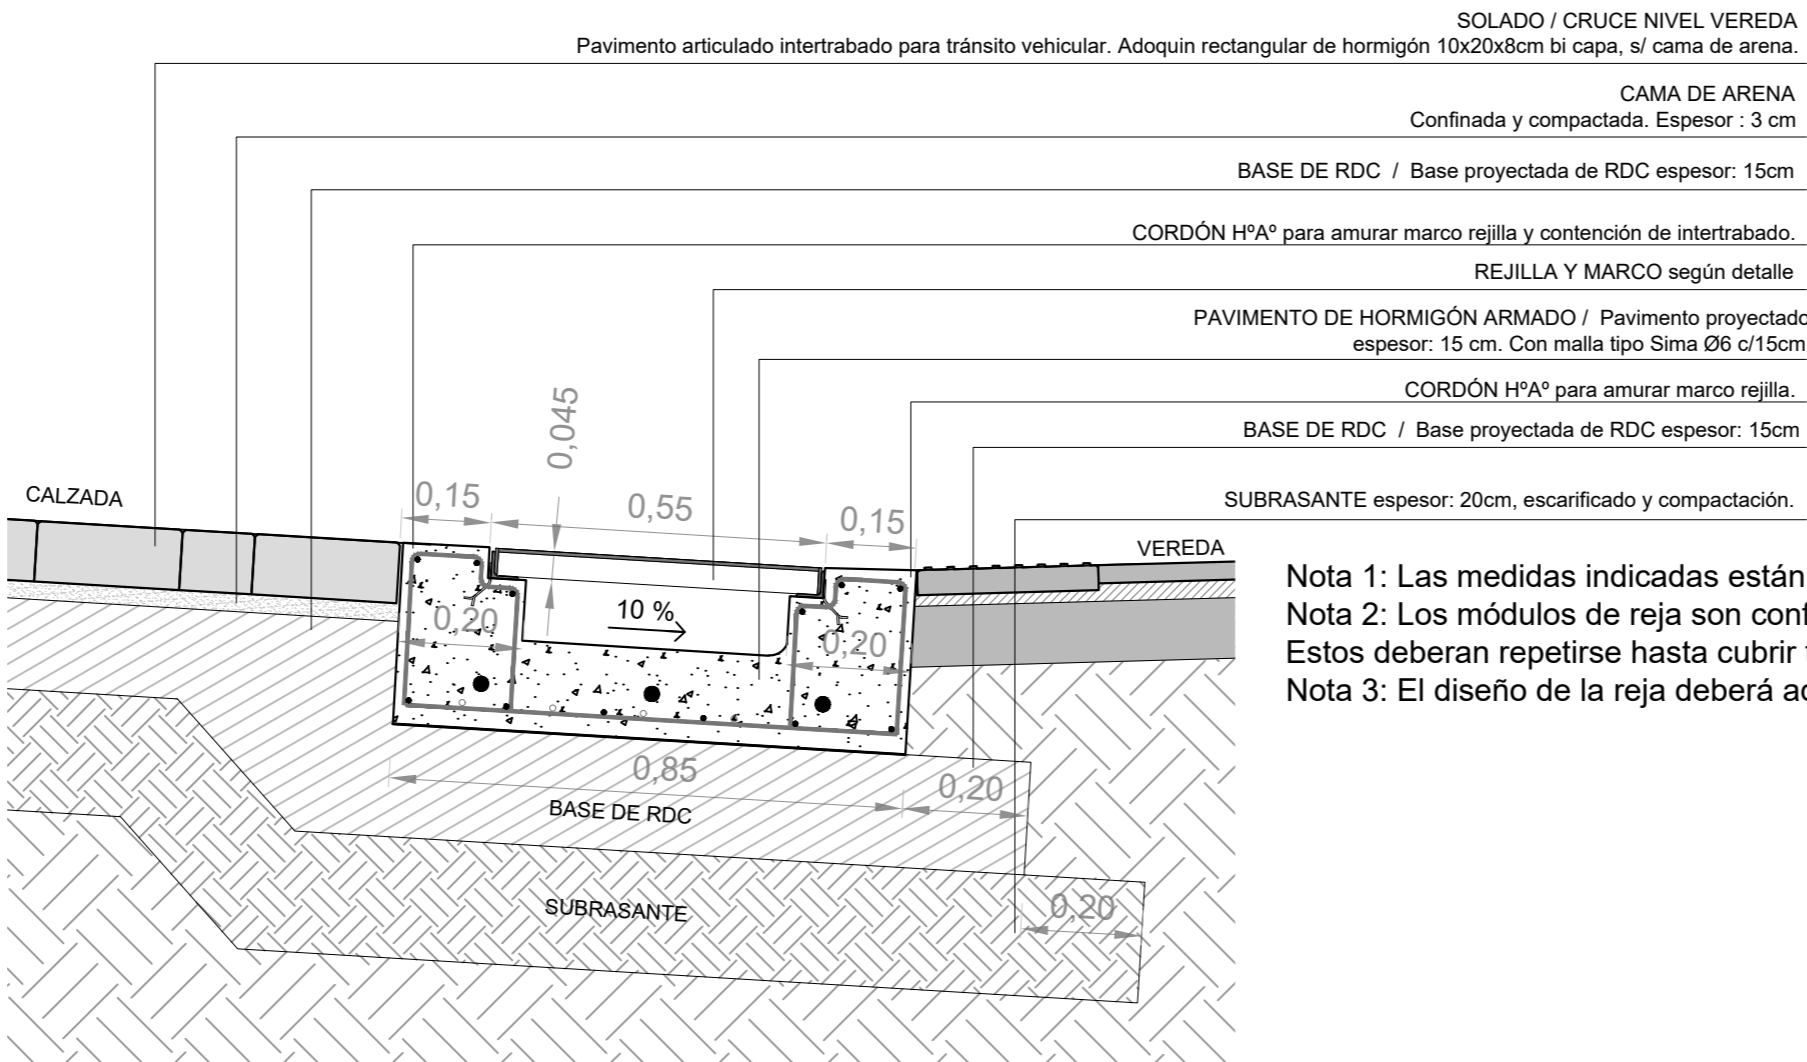 SOLADO / CRUCE NIVEL VEREDA
Pavimento articulado intertrabado para tránsito vehicular. Adoquin rectangular de hormigón 10x20x8cm bi capa, s/ cama de arena.
CAMA DE ARENA
Confinada y compactada. Espesor : 3 cm
BASE DE RDC / Base proyectada de RDC espesor: 15cm
CORDÓN HºAº para amurar marco rejilla y contención de intertrabado.
REJILLA Y MARCO según detalle
PAVIMENTO DE HORMIGÓN ARMADO / Pavimento proyectado
espesor: 15 cm. Con malla tipo Sima Ø6 c/15cm
CORDÓN HºAº para amurar marco rejilla.
BASE DE RDC / Base proyectada de RDC espesor: 15cm
SUBRASANTE espesor: 20cm, escarificado y compactación.
CALZADA
0,15
0,045
0,55
0,15
VEREDA
10 %
0,20
0,20
0,85
0,20
BASE DE RDC
SUBRASANTE
0,20
Nota 1: Las medidas indicadas están
Nota 2: Los módulos de reja son
Estos deberan repetirse hasta cubrir
Nota 3: El diseño de la reja deberá